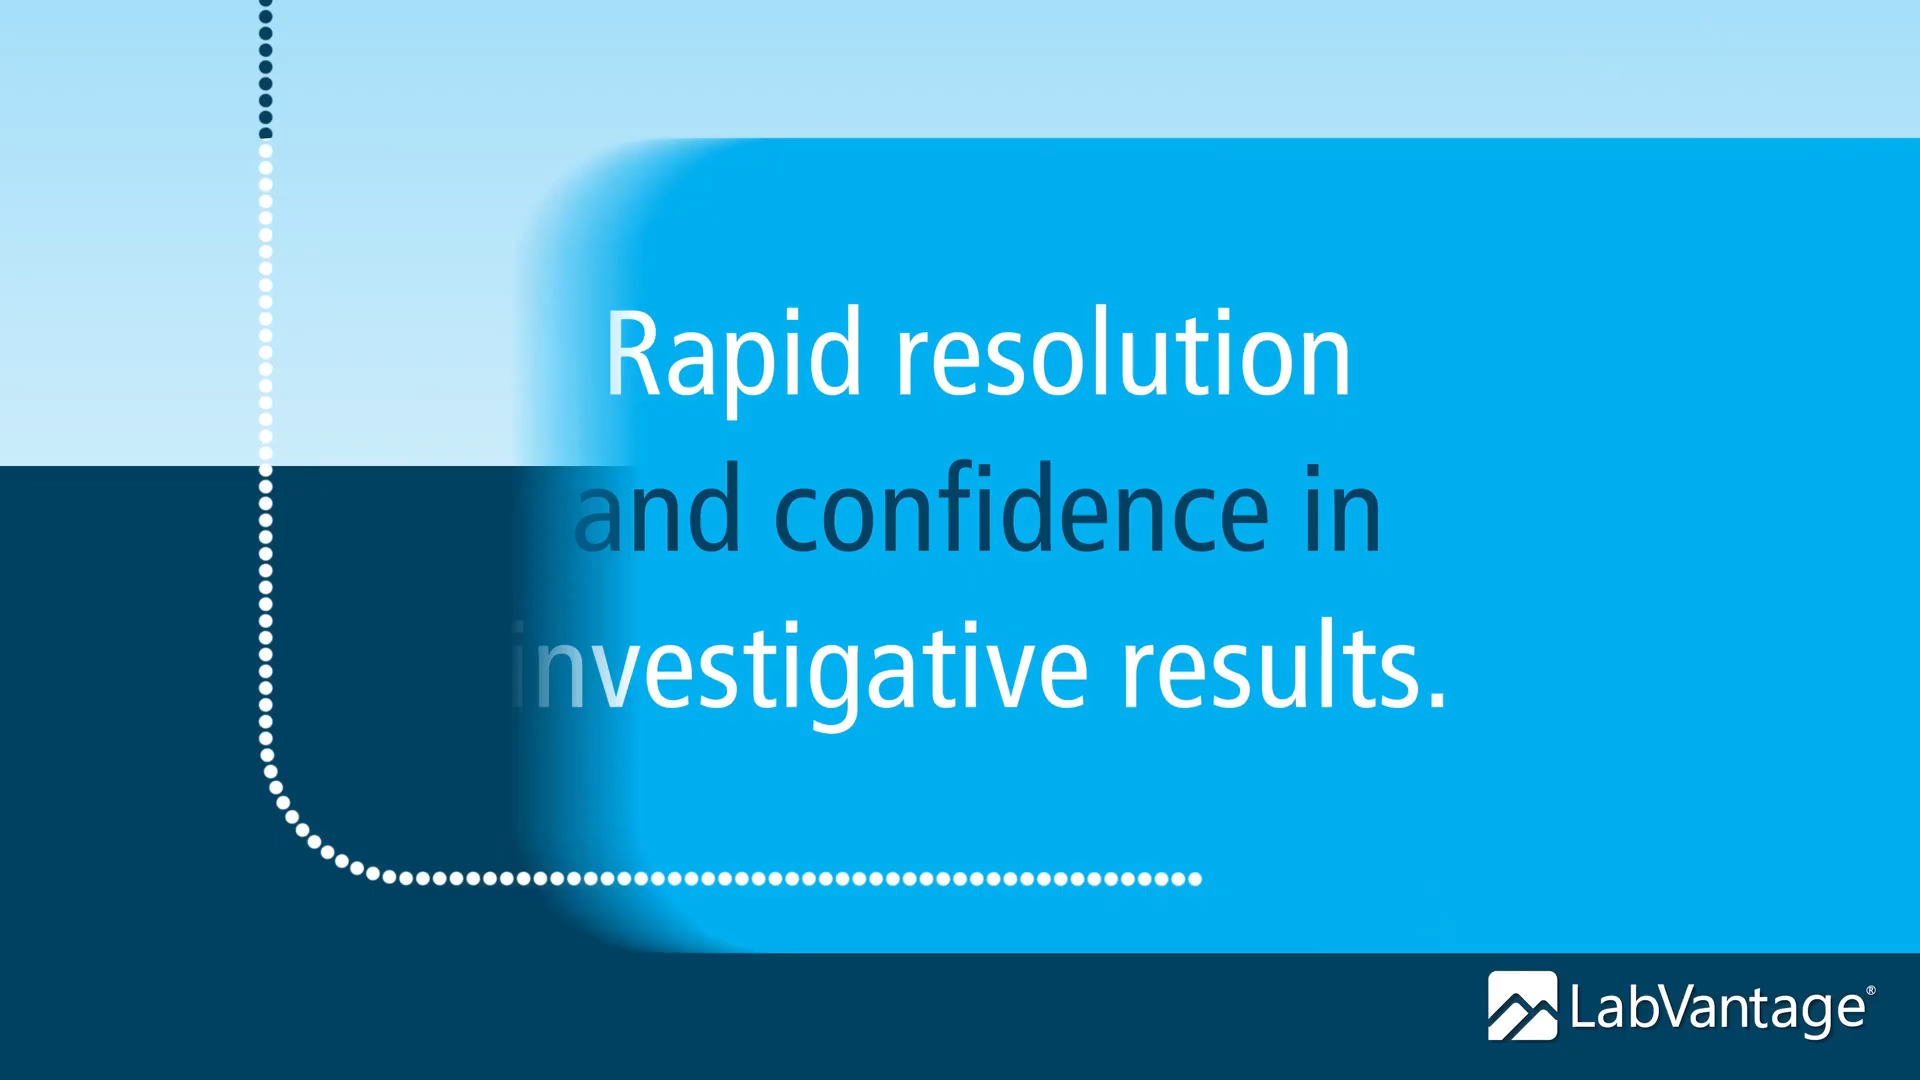 Rapid resolution
and confidence in
investigative results.
LabVantage®